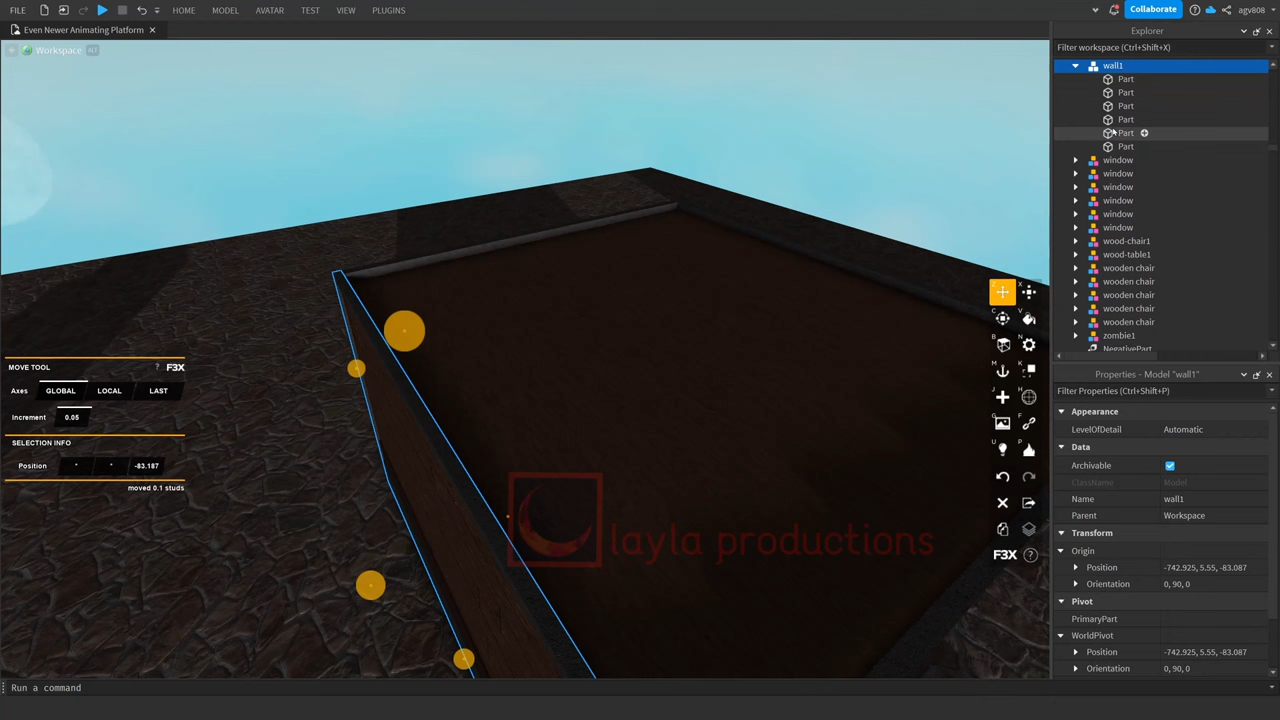 FILE MODEL AVATAR TEST VIEW PLUGINS
HOME
Collaborate
agv808
Even Newer Animating Platform
Workspace ALT
Explorer
Filter workspace (Ctrl+Shift+X)
wall1
Part
Part
Part
Part
Part
Part
window
window
window
window
window
window
wood-chair1
wood-table1
wooden chair
wooden chair
wooden chair
wooden chair
wooden chair
zombie1
NegativePart
MOVE TOOL ? F3X
Axes GLOBAL LOCAL LAST
Increment 0.05
SELECTION INFO
Position * * -83.187
moved 0.1 studs
layla productions
Z X
C V
B N
M K
J H
G F
U P
F3X ?
Properties - Model "wall1"
Filter Properties (Ctrl+Shift+P)
Appearance
LevelOfDetail Automatic
Data
Archivable
ClassName Model
Name wall1
Parent Workspace
Transform
Origin
Position -742.925, 5.55, -83.087
Orientation 0, 90, 0
Pivot
PrimaryPart
WorldPivot
Position -742.925, 5.55, -83.087
Orientation 0, 90, 0
Run a command